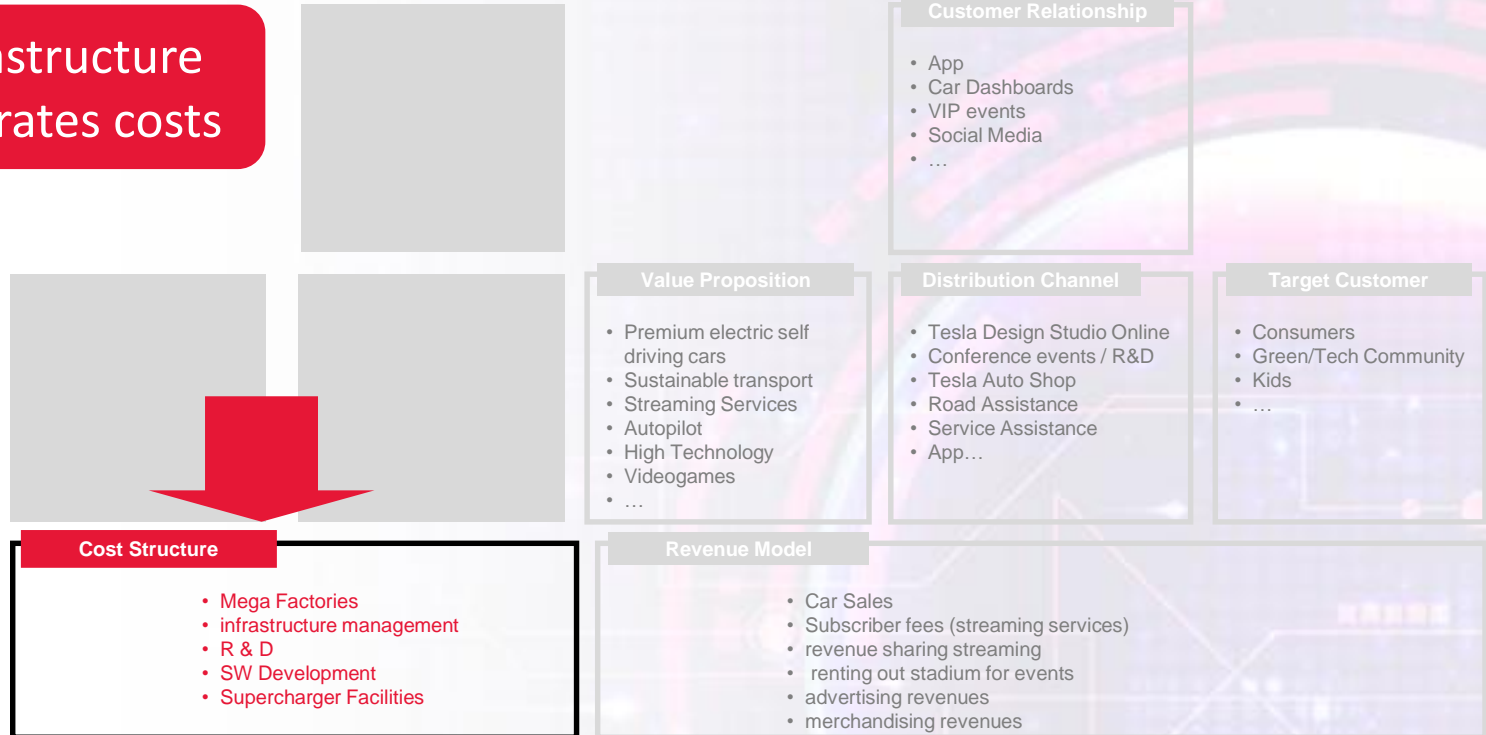 structure
rates costs
Customer Relationship
• App
• Car Dashboards
• VIP events
• Social Media
• …
Value Proposition
• Premium electric self
driving cars
• Sustainable transport
• Streaming Services
• Autopilot
• High Technology
• Videogames
• …
Distribution Channel
• Tesla Design Studio Online
• Conference events / R&D
• Tesla Auto Shop
• Road Assistance
• Service Assistance
• App…
Target Customer
• Consumers
• Green/Tech Community
• Kids
• …
Cost Structure
• Mega Factories
• infrastructure management
• R & D
• SW Development
• Supercharger Facilities
Revenue Model
• Car Sales
• Subscriber fees (streaming services)
• revenue sharing streaming
• renting out stadium for events
• advertising revenues
• merchandising revenues